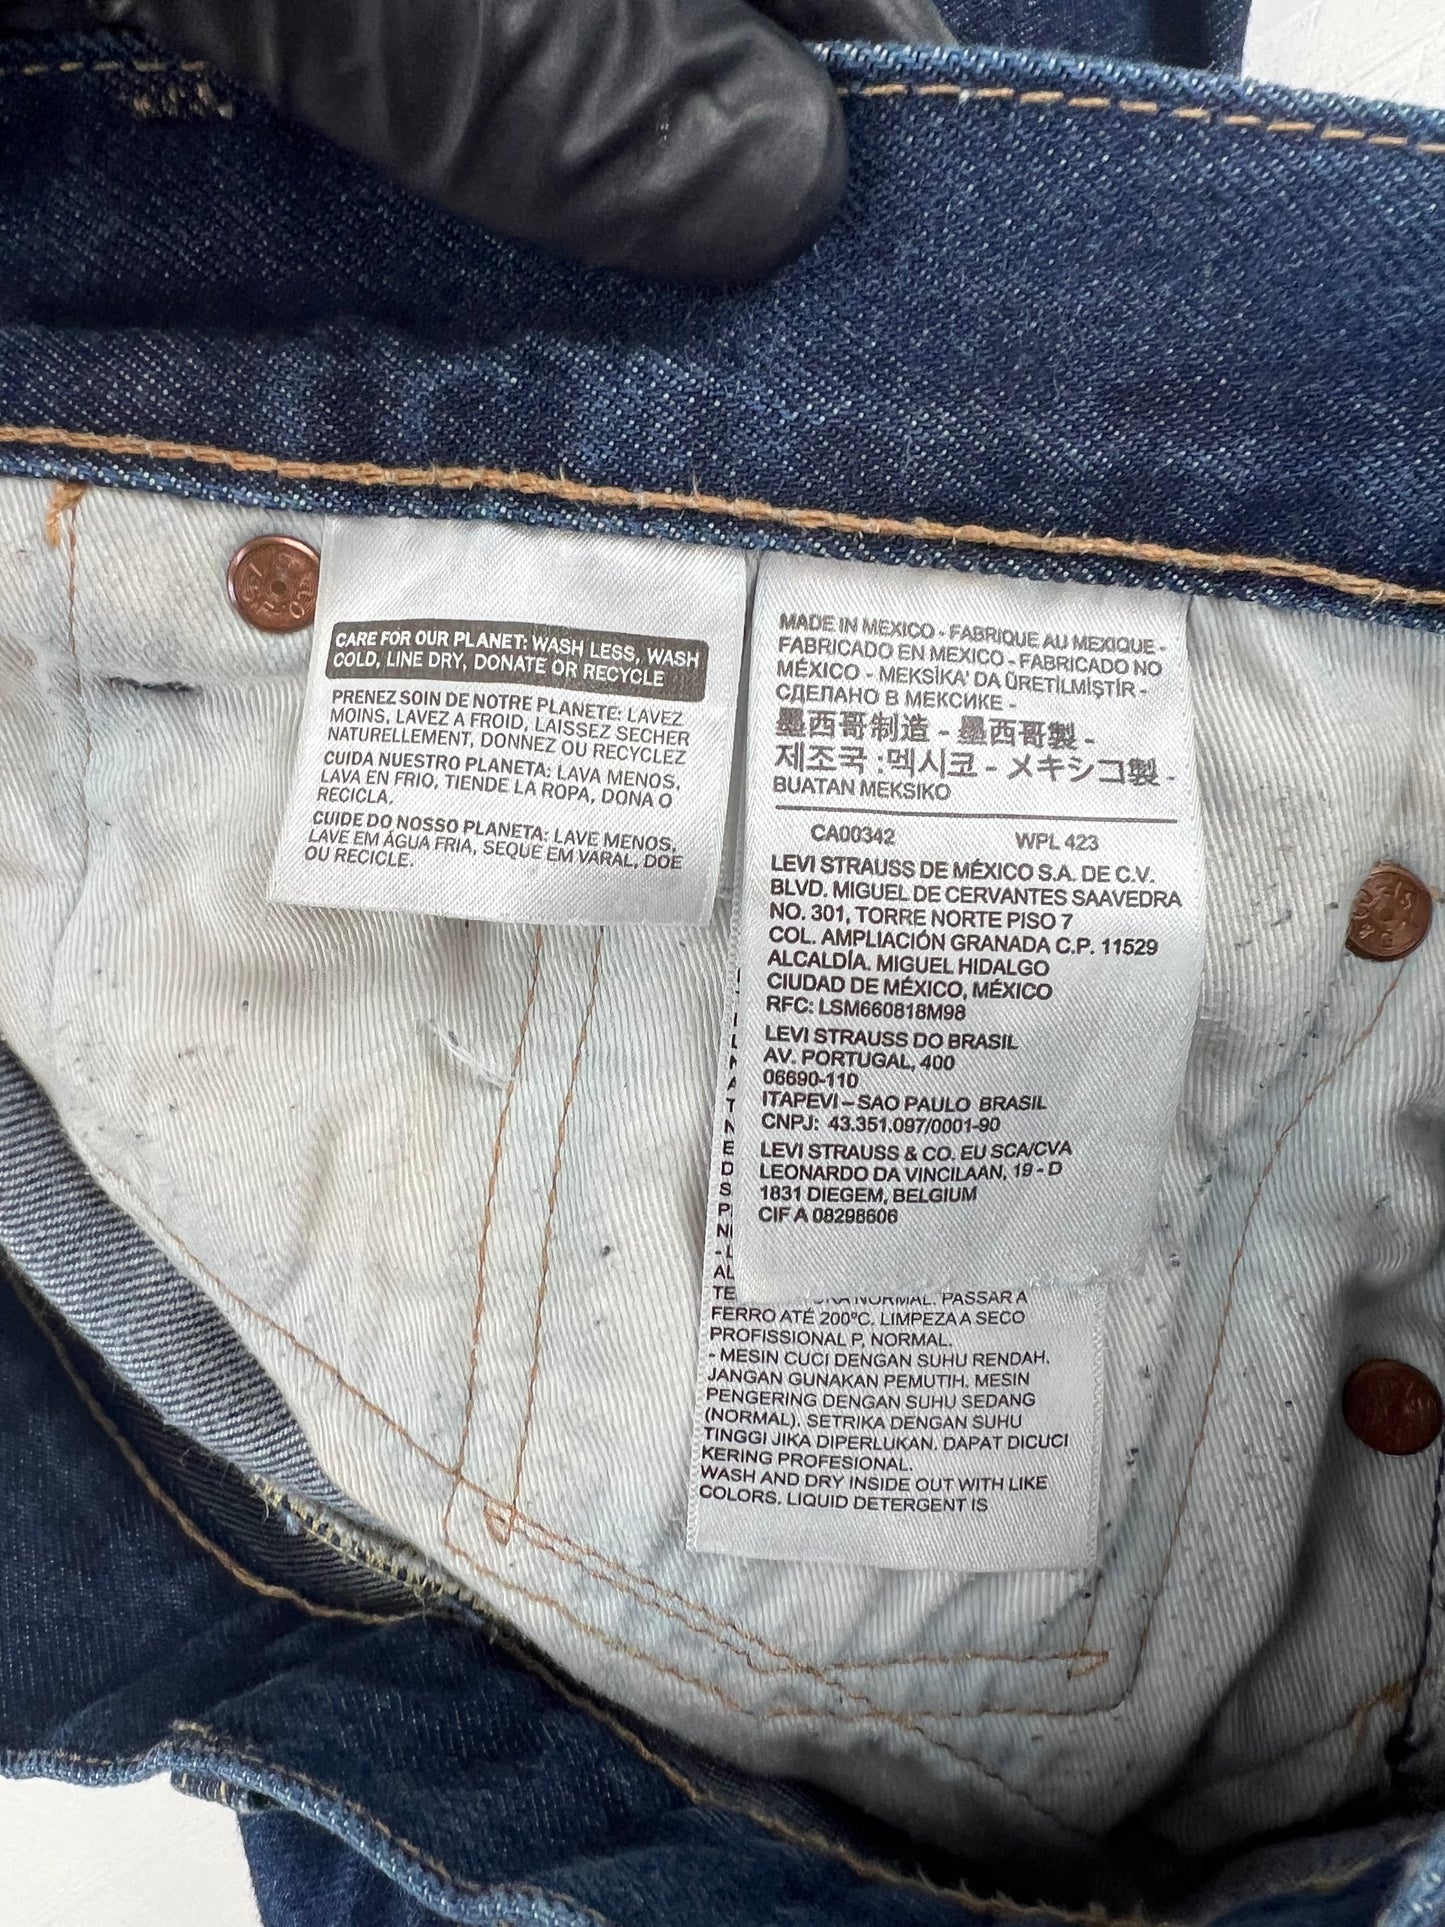 CARE FOR OUR PLANET: WASH LESS, WASH
COLD, LINE DRY, DONATE OR RECYCLE
PRENEZ SOIN DE NOTRE PLANETE: LAVEZ
MOINS, LAVEZ A FROID, LAISSEZ SECHER
NATURELLEMENT, DONNEZ OU RECYCLEZ
CUIDA NUESTRO PLANETA: LAVA MENOS,
LAVA EN FRIO, TIENDE LA ROPA, DONA O
RECICLA.
CUIDE DO NOSSO PLANETA: LAVE MENOS,
LAVE EM ÁGUA FRIA, SEQUE EM VARAL, DOE
OU RECICLE.
MADE IN MEXICO - FABRIQUE AU MEXIQUE -
FABRICADO EN MEXICO - FABRICADO NO
MÉXICO - MEKSİKA' DA ÜRETİLMİŞTİR -
СДЕЛАНО В МЕКСИКЕ -
墨西哥制造 - 墨西哥製 -
제조국 : 멕시코 - メキシコ製 -
BUATAN MEKSIKO
CA00342 WPL 423
LEVI STRAUSS DE MÉXICO S.A. DE C.V.
BLVD. MIGUEL DE CERVANTES SAAVEDRA
NO. 301, TORRE NORTE PISO 7
COL. AMPLIACIÓN GRANADA C.P. 11529
ALCALDÍA. MIGUEL HIDALGO
CIUDAD DE MÉXICO, MÉXICO
RFC: LSM660818M98
LEVI STRAUSS DO BRASIL
AV. PORTUGAL, 400
06690-110
ITAPEVI – SAO PAULO BRASIL
CNPJ: 43.351.097/0001-90
LEVI STRAUSS & CO. EU SCA/CVA
LEONARDO DA VINCILAAN, 19 - D
1831 DIEGEM, BELGIUM
CIF A 08298606
NORMAL. PASSAR A
FERRO ATÉ 200°C. LIMPEZA A SECO
PROFISSIONAL P, NORMAL.
- MESIN CUCI DENGAN SUHU RENDAH.
JANGAN GUNAKAN PEMUTIH. MESIN
PENGERING DENGAN SUHU SEDANG
(NORMAL). SETRIKA DENGAN SUHU
TINGGI JIKA DIPERLUKAN. DAPAT DICUCI
KERING PROFESIONAL.
WASH AND DRY INSIDE OUT WITH LIKE
COLORS. LIQUID DETERGENT IS